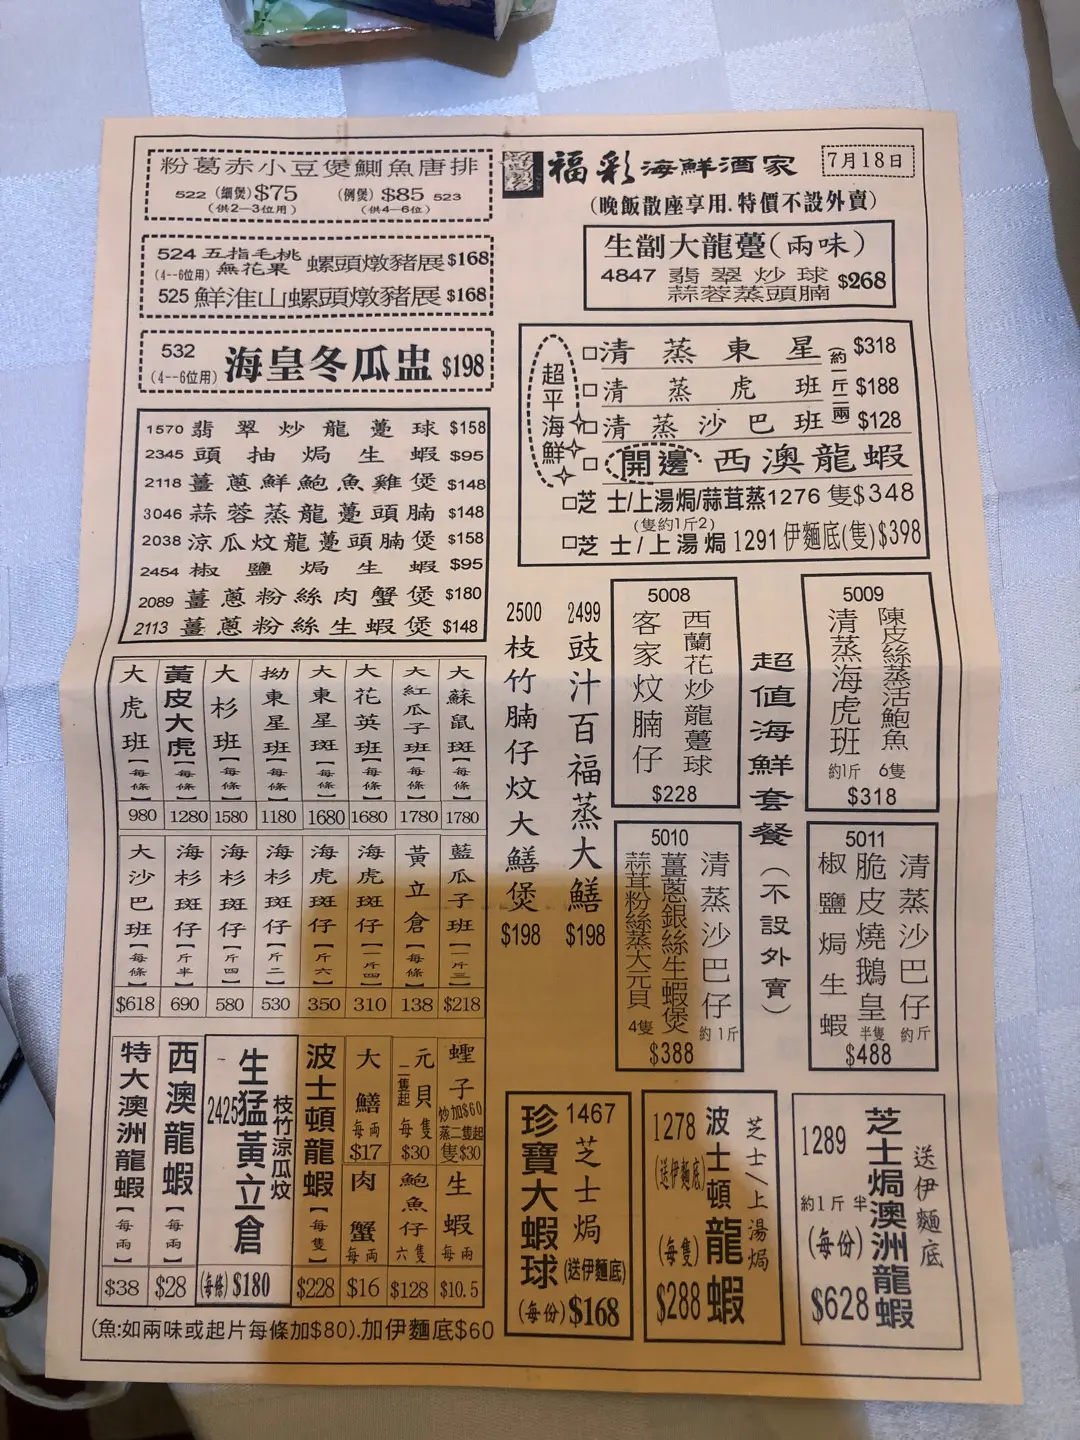 粉葛赤小豆煲鯽魚唐排
522 (細煲) $75 (例煲) $85 523
(供2—3位用) (供4—6位)
524 五指毛桃無花果 螺頭燉豬展 $168
(4--6位用)
525 鮮淮山螺頭燉豬展 $168
532 海皇冬瓜盅 $198
(4--6位用)
1570 翡翠炒龍躉球 $158
2345 頭抽焗生蝦 $95
2118 薑蔥鮮鮑魚雞煲 $148
3046 蒜蓉蒸龍躉頭腩 $148
2038 涼瓜炆龍躉頭腩煲 $158
2454 椒鹽焗生蝦 $95
2089 薑蔥粉絲肉蟹煲 $180
2113 薑蔥粉絲生蝦煲 $148
福彩海鮮酒家
7月18日
(晚飯散座享用.特價不設外賣)
生劏大龍躉(兩味)
4847 翡翠炒球
蒜蓉蒸頭腩 $268
超平海鮮
清蒸東星 $318
清蒸虎班 $188
清蒸沙巴班 $128
(約一斤二兩)
開邊 西澳龍蝦
芝士/上湯焗/蒜茸蒸1276 隻$348
(隻約1斤2)
芝士/上湯焗 1291 伊麵底(隻)$398
大虎班【每條】 980
黃皮大虎【每條】 1280
大杉班【每條】 1580
拗東星班【每條】 1180
大東星斑【每條】 1680
大花英班【每條】 1680
大紅瓜子班【每條】 1780
大蘇鼠斑【每條】 1780
大沙巴班【每條】 $618
海杉斑仔【斤半】 690
海杉斑仔【斤四】 580
海杉斑仔【斤二】 530
海虎斑仔【斤六】 350
海虎斑仔【一斤四】 310
黃立倉【每條】 138
藍瓜子班【一斤三】 $218
特大澳洲龍蝦【每兩】 $38
西澳龍蝦【每兩】 $28
2425 生猛黃立倉 枝竹涼瓜炆 (每條) $180
波士頓龍蝦【每隻】 $228
大鱔 每兩 $17
肉蟹 每兩 $16
元貝 二隻起 每隻 $30
鮑魚仔 六隻 $128
蟶子 炒加$60 蒸二隻起 隻$30
生蝦 每兩 $10.5
(魚:如兩味或起片每條加$80).加伊麵底$60
2500 枝竹腩仔炆大鱔煲 $198
2499 豉汁百福蒸大鱔 $198
5008
西蘭花炒龍躉球
客家炆腩仔
$228
超值海鮮套餐(不設外賣)
5009
陳皮絲蒸活鮑魚 6隻
清蒸海虎班 約1斤
$318
5010
清蒸沙巴仔 約1斤
薑蔥銀絲生蝦煲
蒜茸粉絲蒸大元貝 4隻
$388
5011
清蒸沙巴仔 約斤
脆皮燒鵝皇 半隻
椒鹽焗生蝦
$488
1467 芝士焗 (送伊麵底)
珍寶大蝦球 (每份) $168
芝士/上湯焗
波士頓龍蝦
1278 (送伊麵底) (每隻) $288
送伊麵底
芝士焗澳洲龍蝦
1289 約1斤半 (每份) $628